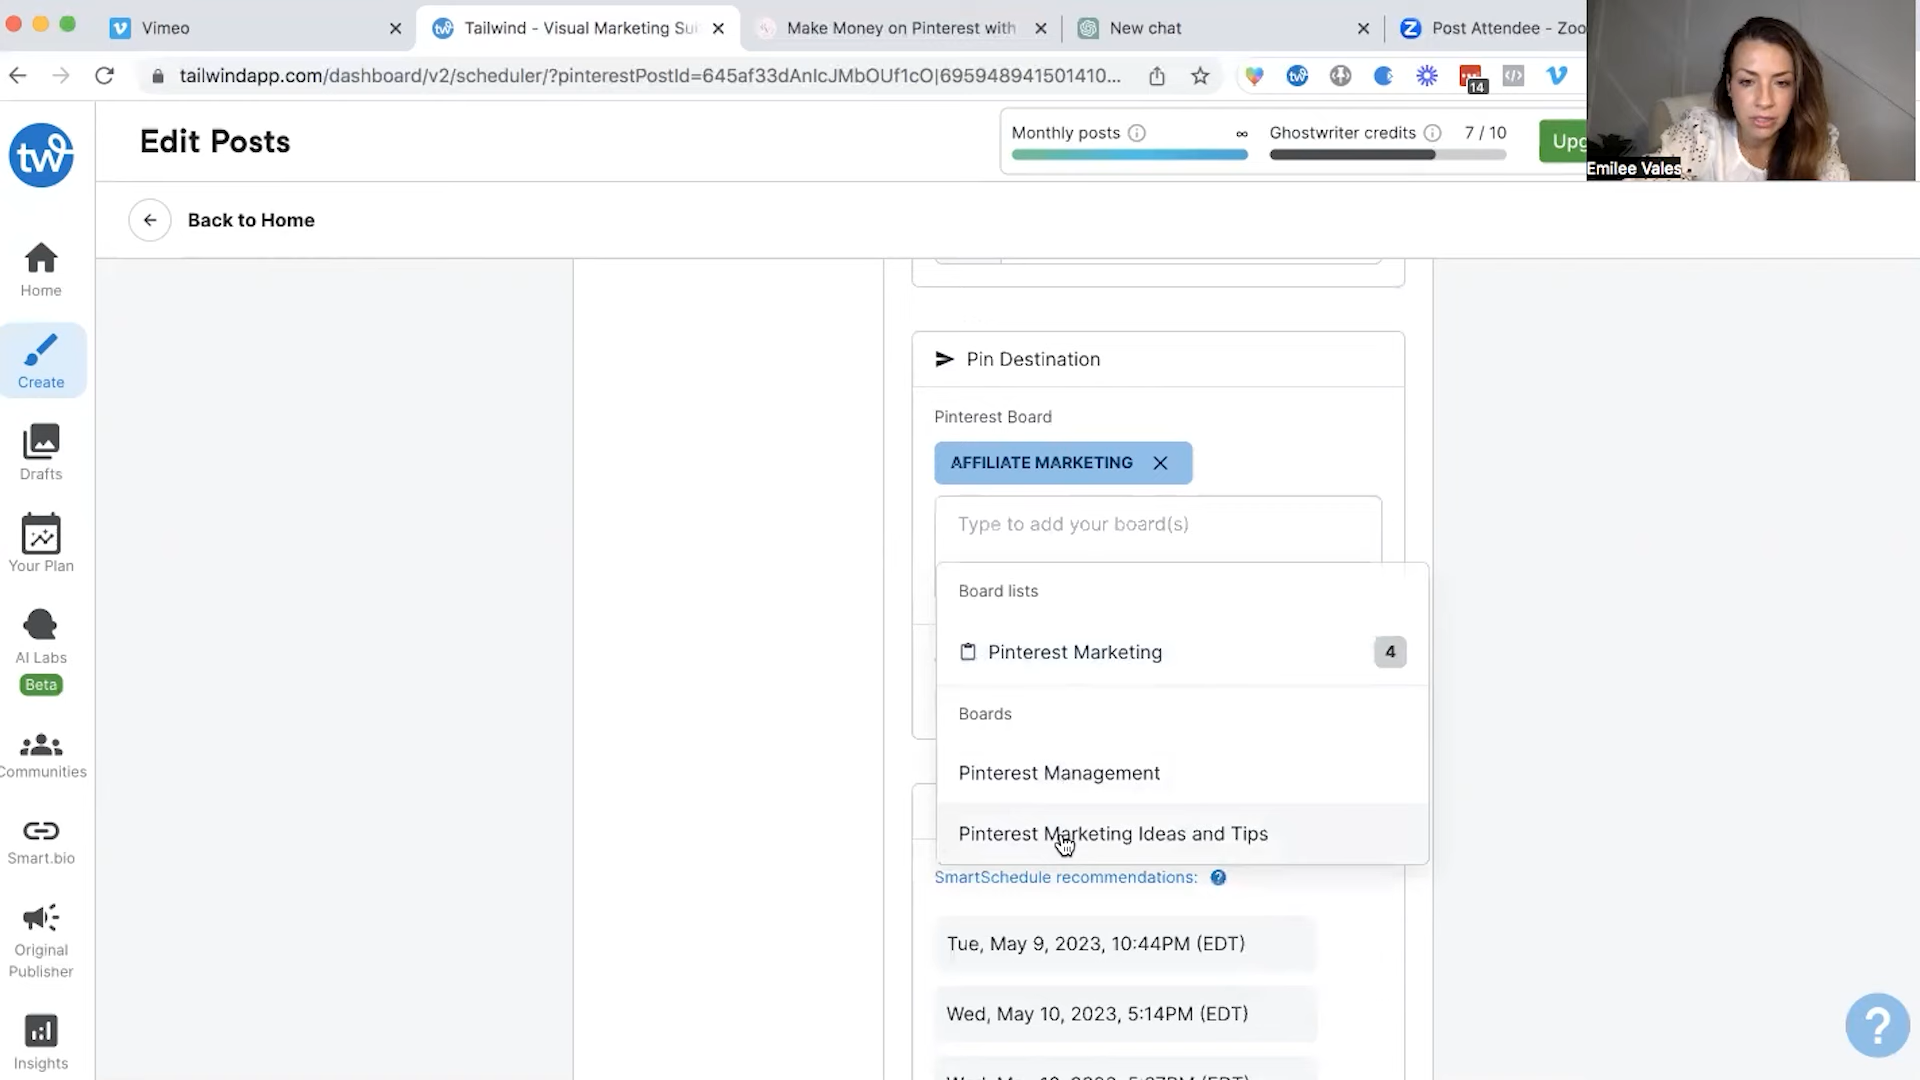 Vimeo
Tailwind - Visual Marketing Su
Make Money on Pinterest with
New chat
Post Attendee - Zoo
tailwindapp.com/dashboard/v2/scheduler/?pinterestPostId=645af33dAnIcJMbOUf1cO|695948941501410...
14
tw
Edit Posts
Monthly posts
∞
Ghostwriter credits
7 / 10
Upg
Emilee Vales
Back to Home
Home
Create
Drafts
Your Plan
AI Labs
Beta
Communities
Smart.bio
Original
Publisher
Insights
Pin Destination
Pinterest Board
AFFILIATE MARKETING
Type to add your board(s)
Board lists
Pinterest Marketing
4
Boards
Pinterest Management
Pinterest Marketing Ideas and Tips
SmartSchedule recommendations:
Tue, May 9, 2023, 10:44PM (EDT)
Wed, May 10, 2023, 5:14PM (EDT)
?